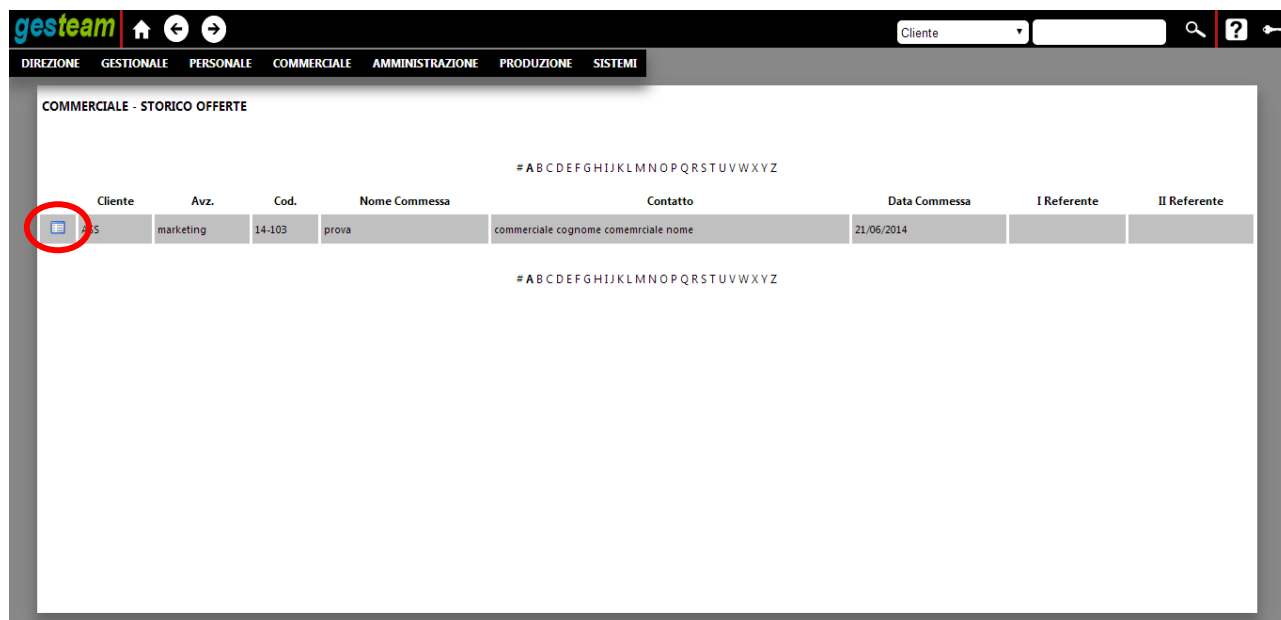 gesteam Cliente ?
DIREZIONE GESTIONALE PERSONALE COMMERCIALE AMMINISTRAZIONE PRODUZIONE SISTEMI
COMMERCIALE - STORICO OFFERTE
# A B C D E F G H I J K L M N O P Q R S T U V W X Y Z
Cliente Avz. Cod. Nome Commessa Contatto Data Commessa I Referente II Referente
marketing 14-103 prova commerciale cognome comemrciale nome 21/06/2014
# A B C D E F G H I J K L M N O P Q R S T U V W X Y Z